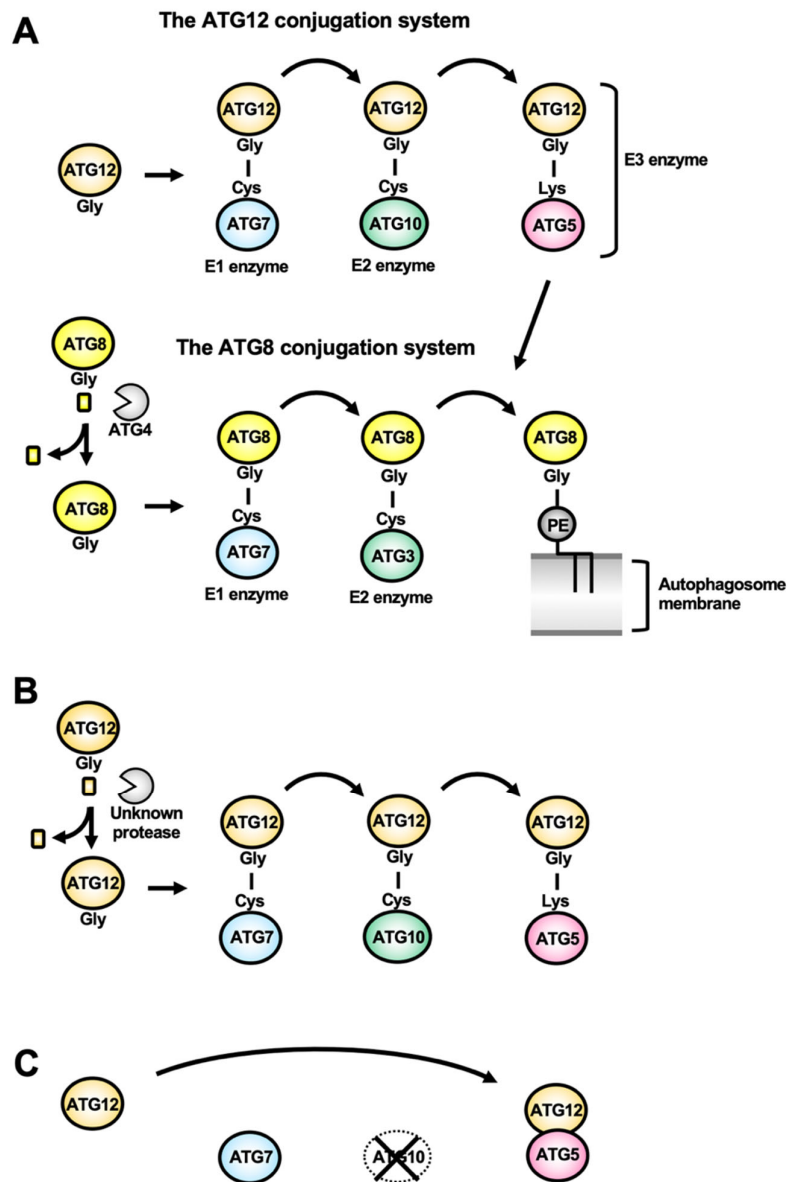 A
The ATG12 conjugation system
ATG12
Gly
ATG12
Gly
Cys
ATG7
E1 enzyme
ATG12
Gly
Cys
ATG10
E2 enzyme
ATG12
Gly
Lys
ATG5
E3 enzyme
The ATG8 conjugation system
ATG8
Gly
ATG4
ATG8
Gly
ATG8
Gly
Cys
ATG7
E1 enzyme
ATG8
Gly
Cys
ATG3
E2 enzyme
ATG8
Gly
PE
Autophagosome
membrane
B
ATG12
Gly
Unknown
protease
ATG12
Gly
ATG12
Gly
Cys
ATG7
ATG12
Gly
Cys
ATG10
ATG12
Gly
Lys
ATG5
C
ATG12
ATG7
ATG10
ATG12
ATG5